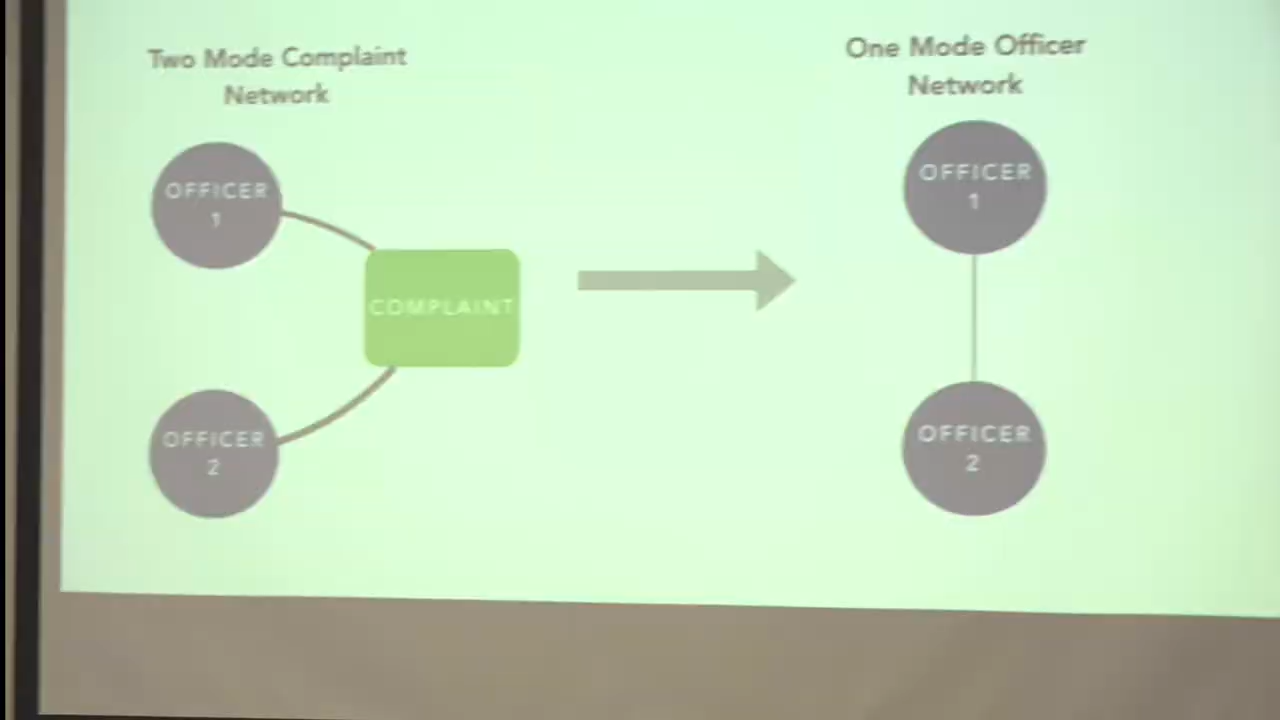 Two Mode Complaint
Network
OFFICER
1
COMPLAINT
OFFICER
2
One Mode Officer
Network
OFFICER
1
OFFICER
2